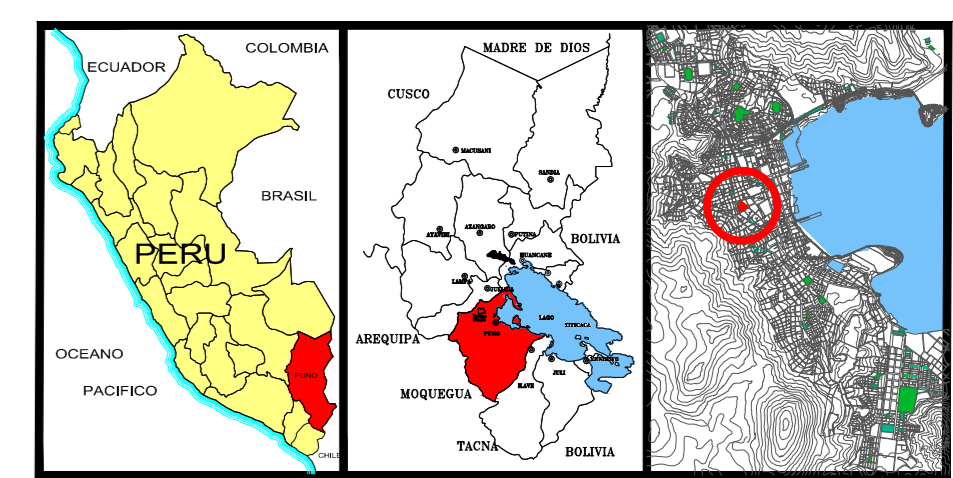 COLOMBIA
ECUADOR
BRASIL
PERU
OCEANO
PACIFICO
PUNO
CHILE
MADRE DE DIOS
CUSCO
MACUSANI
SANDIA
AZANGARO
AYAVIRI
PUTINA
BOLIVIA
HUANCANE
LAMPA
JULIACA
LAGO
TITICACA
PUNO
AREQUIPA
JULI
ILAVE
MOQUEGUA
TACNA
BOLIVIA